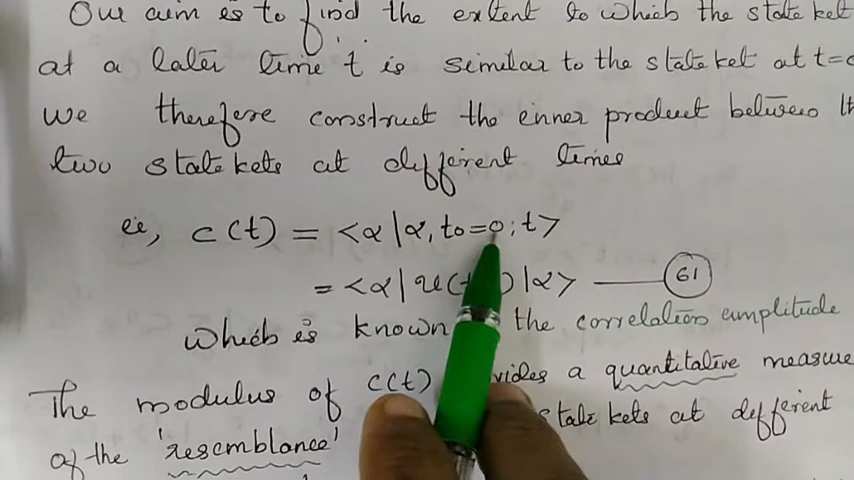 Our aim is to find the extent to which the state ket
at a later time t is similar to the state ket at t=0
we therefore construct the inner product between
two state kets at different times
ie, c(t) = <α|α, to=0;t>
= <α|u(t, ) |α> —— 61
which is known the correlation amplitude
The modulus of c(t) a quantitative measure
of the 'resemblance' state kets at different